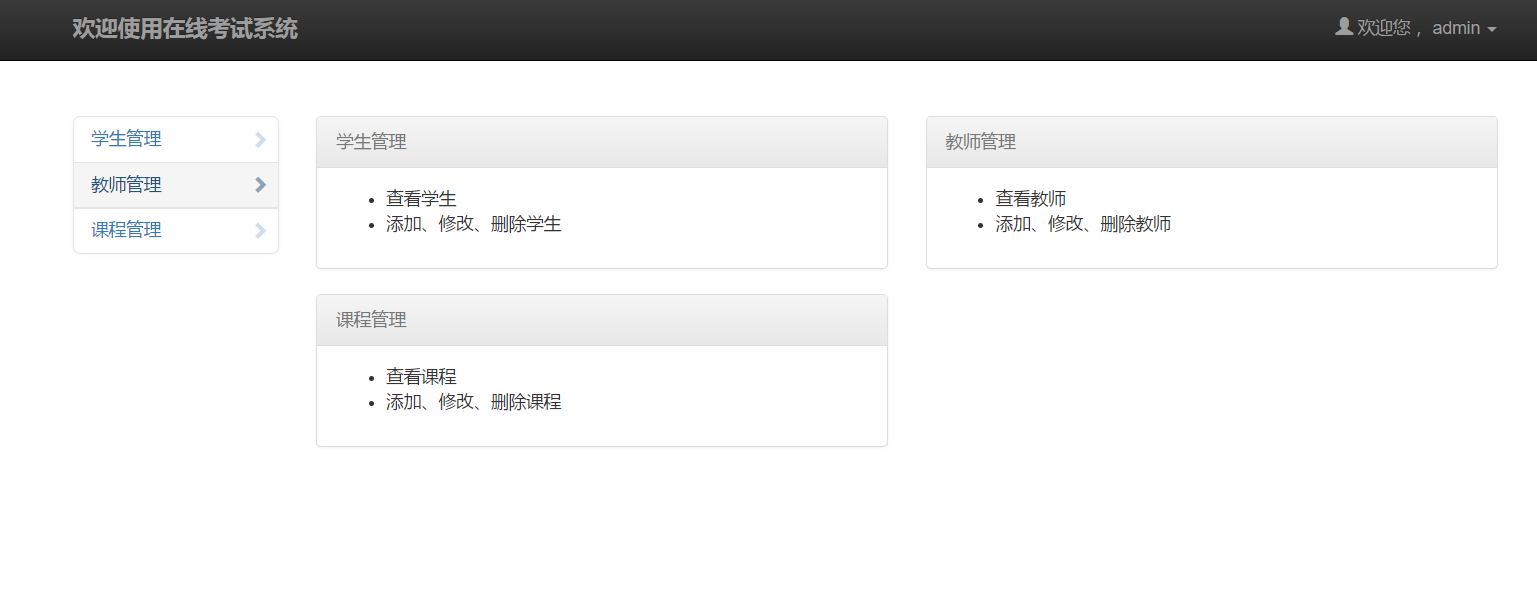 欢迎使用在线考试系统
欢迎您， admin
学生管理
教师管理
课程管理
学生管理
查看学生
添加、修改、删除学生
教师管理
查看教师
添加、修改、删除教师
课程管理
查看课程
添加、修改、删除课程